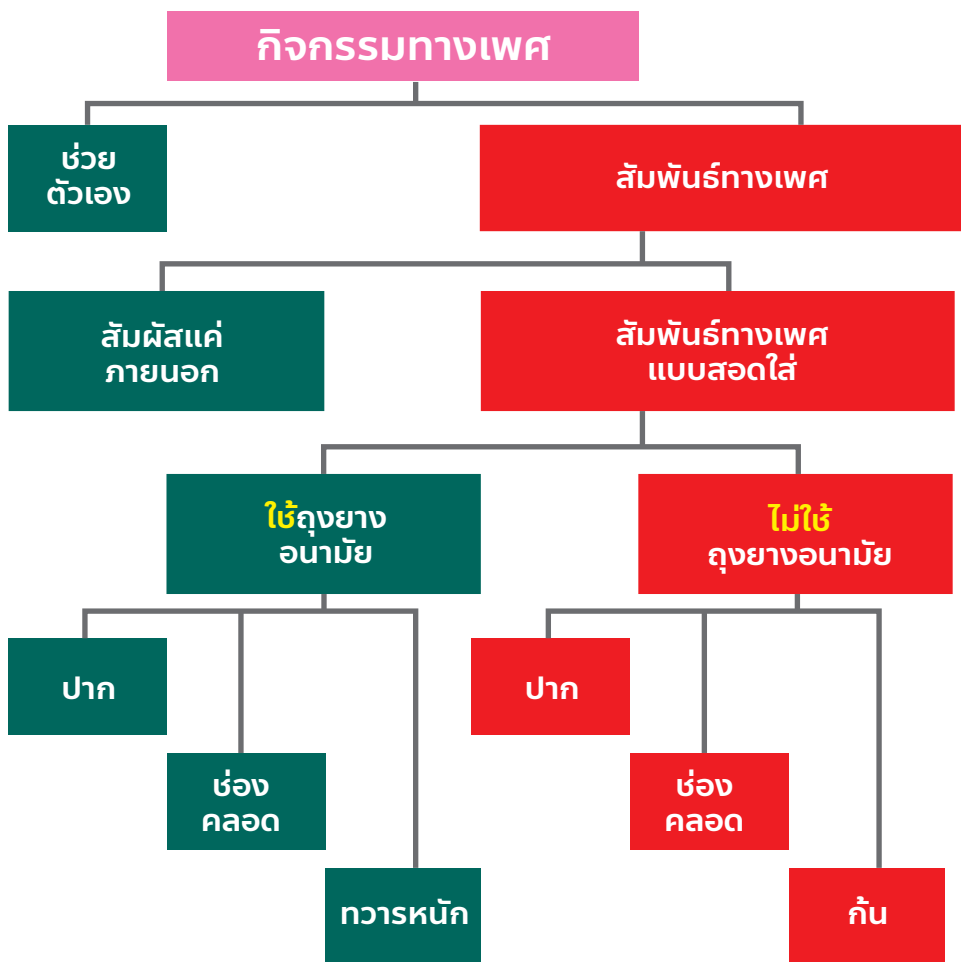 กิจกรรมทางเพศ
ช่วย
ตัวเอง
สัมพันธ์ทางเพศ
สัมผัสแค่
ภายนอก
สัมพันธ์ทางเพศ
แบบสอดใส่
ใช้ถุงยาง
อนามัย
ไม่ใช้
ถุงยางอนามัย
ปาก
ช่อง
คลอด
ทวารหนัก
ปาก
ช่อง
คลอด
ก้น